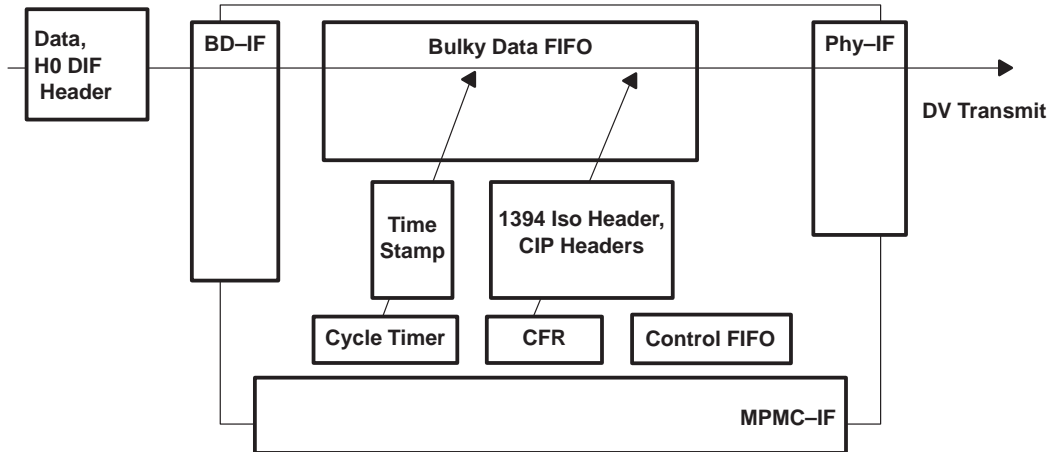 Data,
H0 DIF
Header
BD–IF
Bulky Data FIFO
Phy–IF
DV Transmit
Time
Stamp
1394 Iso Header,
CIP Headers
Cycle Timer
CFR
Control FIFO
MPMC–IF